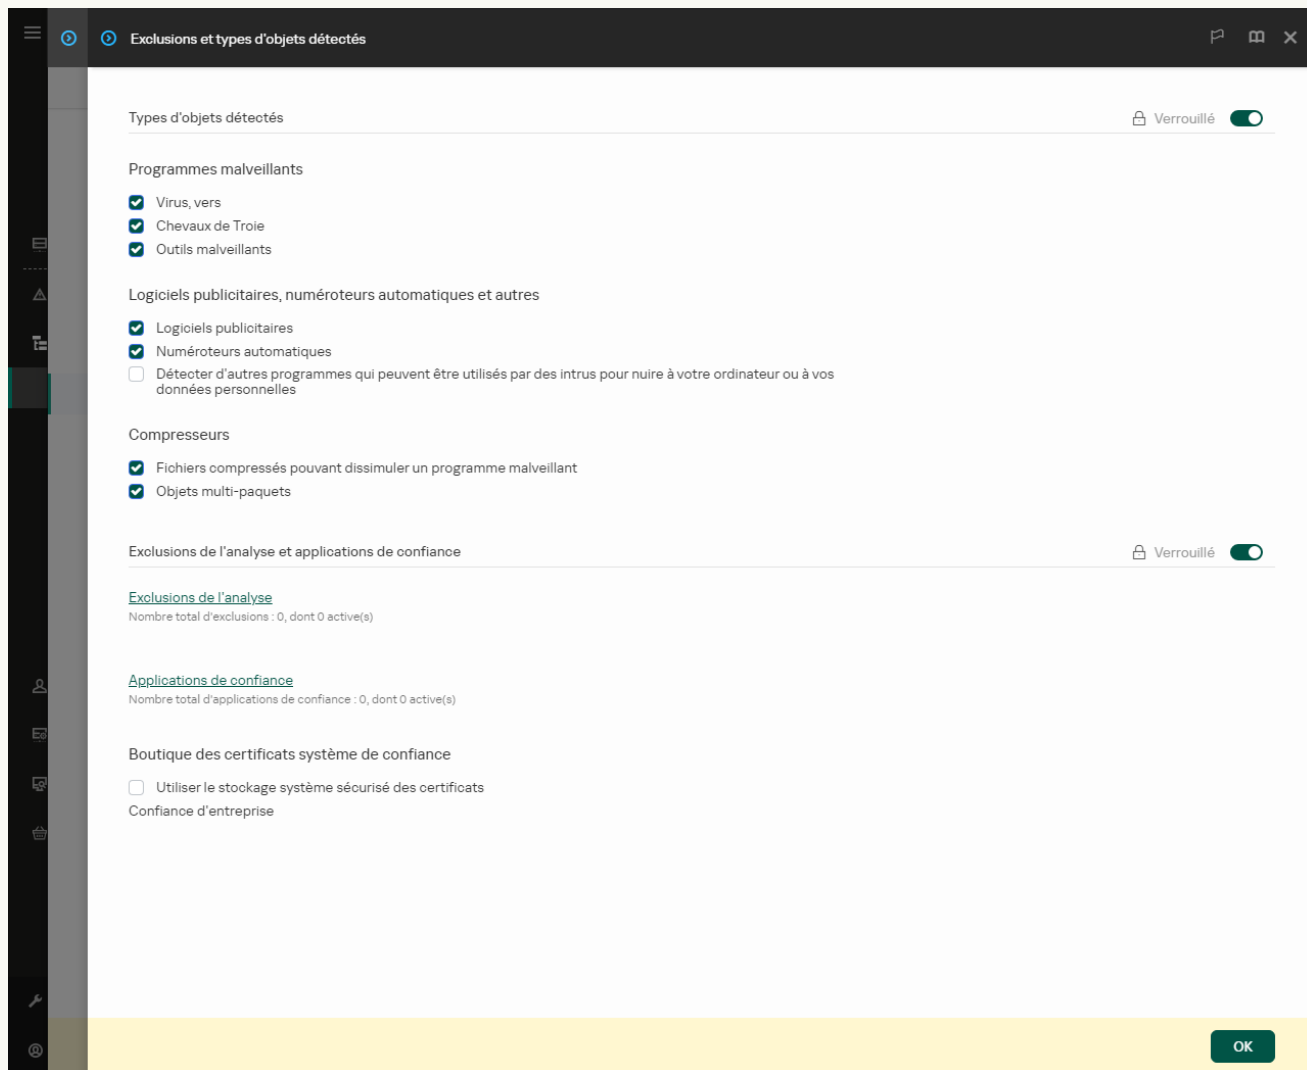 Exclusions et types d'objets détectés
Types d'objets détectés
Verrouillé
Programmes malveillants
Virus, vers
Chevaux de Troie
Outils malveillants
Logiciels publicitaires, numéroteurs automatiques et autres
Logiciels publicitaires
Numéroteurs automatiques
Détecter d'autres programmes qui peuvent être utilisés par des intrus pour nuire à votre ordinateur ou à vos
données personnelles
Compresseurs
Fichiers compressés pouvant dissimuler un programme malveillant
Objets multi-paquets
Exclusions de l'analyse et applications de confiance
Verrouillé
Exclusions de l'analyse
Nombre total d'exclusions : 0, dont 0 active(s)
Applications de confiance
Nombre total d'applications de confiance : 0, dont 0 active(s)
Boutique des certificats système de confiance
Utiliser le stockage système sécurisé des certificats
Confiance d'entreprise
OK